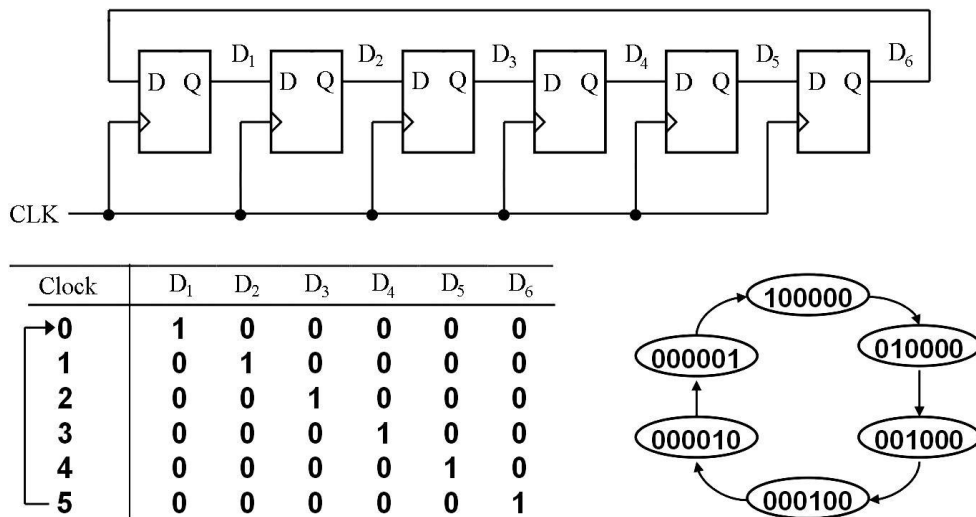 D₁ D₂ D₃ D₄ D₅ D₆
D Q D Q D Q D Q D Q D Q
CLK
Clock D₁ D₂ D₃ D₄ D₅ D₆
0 1 0 0 0 0 0
1 0 1 0 0 0 0
2 0 0 1 0 0 0
3 0 0 0 1 0 0
4 0 0 0 0 1 0
5 0 0 0 0 0 1
100000
010000
001000
000100
000010
000001